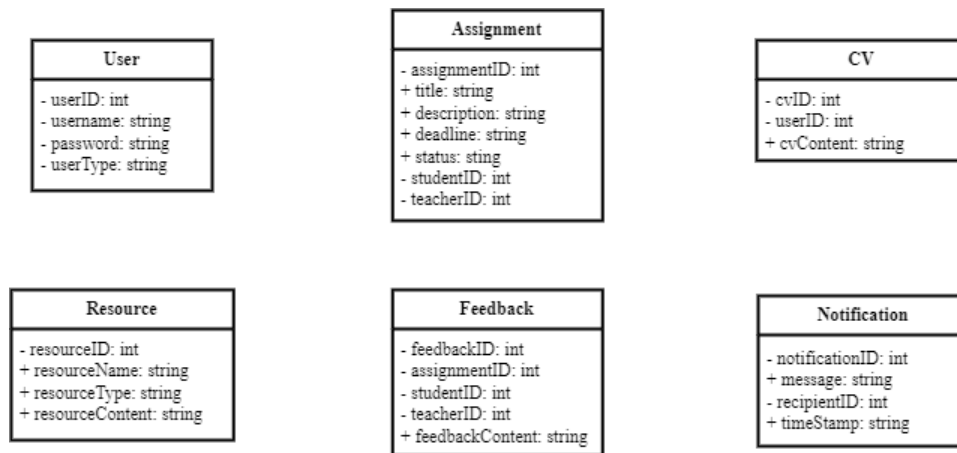 User
- userID: int
- username: string
- password: string
- userType: string
Assignment
- assignmentID: int
+ title: string
+ description: string
+ deadline: string
+ status: sting
- studentID: int
- teacherID: int
CV
- cvID: int
- userID: int
+ cvContent: string
Resource
- resourceID: int
+ resourceName: string
+ resourceType: string
+ resourceContent: string
Feedback
- feedbackID: int
- assignmentID: int
- studentID: int
- teacherID: int
+ feedbackContent: string
Notification
- notificationID: int
+ message: string
- recipientID: int
+ timeStamp: string